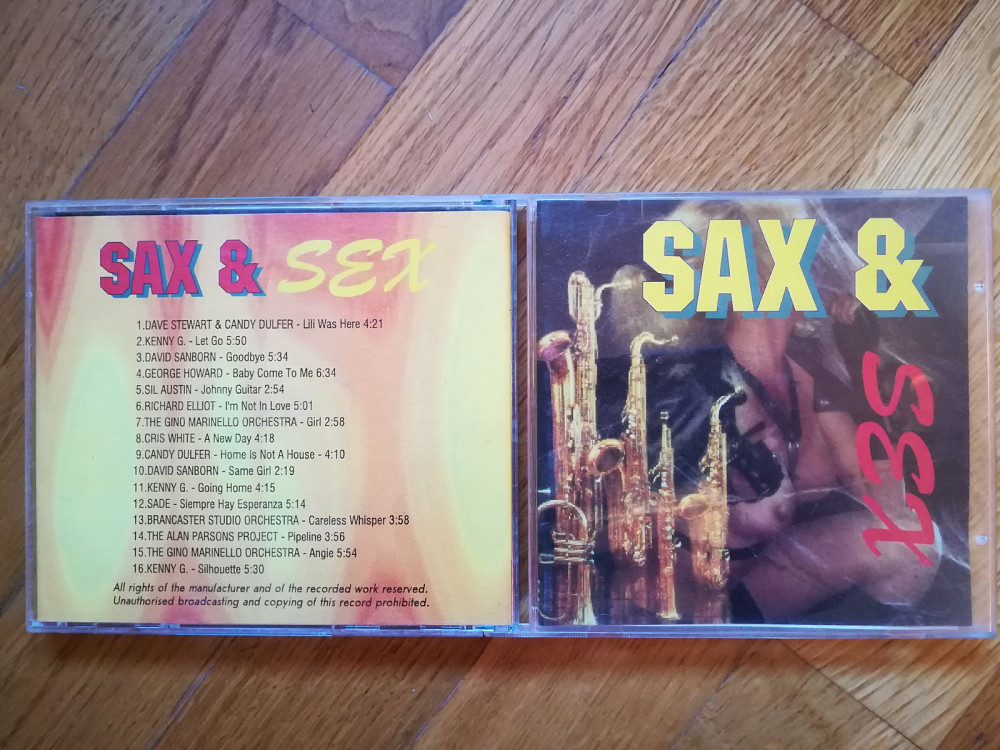 SAX & SEX
1.DAVE STEWART & CANDY DULFER - Lili Was Here 4:21
2.KENNY G. - Let Go 5:50
3.DAVID SANBORN - Goodbye 5:34
4.GEORGE HOWARD - Baby Come To Me 6:34
5.SIL AUSTIN - Johnny Guitar 2:54
6.RICHARD ELLIOT - I'm Not In Love 5:01
7.THE GINO MARINELLO ORCHESTRA - Girl 2:58
8.CRIS WHITE - A New Day 4:18
9.CANDY DULFER - Home is Not A House - 4:10
10.DAVID SANBORN - Same Girl 2:19
11.KENNY G. - Going Home 4:15
12.SADE - Siempre Hay Esperanza 5:14
13.BRANCASTER STUDIO ORCHESTRA - Careless Whisper 3:58
14.THE ALAN PARSONS PROJECT - Pipeline 3:56
15.THE GINO MARINELLO ORCHESTRA - Angie 5:54
16.KENNY G. - Silhouette 5:30
All rights of the manufacturer and of the recorded work reserved.
Unauthorised broadcasting and copying of this record prohibited.
SAX &
SEX